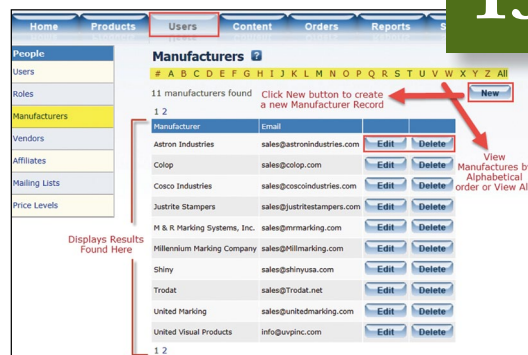 Home Products Users Content Orders Reports
People
Users
Roles
Manufacturers
Vendors
Affiliates
Mailing Lists
Price Levels
Manufacturers ?
# A B C D E F G H I J K L M N O P Q R S T U V W X Y Z All
11 manufacturers found
Click New button to create
a new Manufacturer Record
New
1 2
Manufacturer Email
Astron Industries sales@astronindustries.com Edit Delete
Colop sales@colop.com Edit Delete
Cosco Industries sales@coscoindustries.com Edit Delete
Justrite Stampers sales@justritestampers.com Edit Delete
M & R Marking Systems, Inc. sales@mrmarking.com Edit Delete
Millennium Marking Company sales@Millmarking.com Edit Delete
Shiny sales@shinyusa.com Edit Delete
Trodat sales@Trodat.net Edit Delete
United Marking sales@unitedmarking.com Edit Delete
United Visual Products info@uvpinc.com Edit Delete
1 2
View
Manufactures by
Alphabetical
order or View Al
Displays Results
Found Here